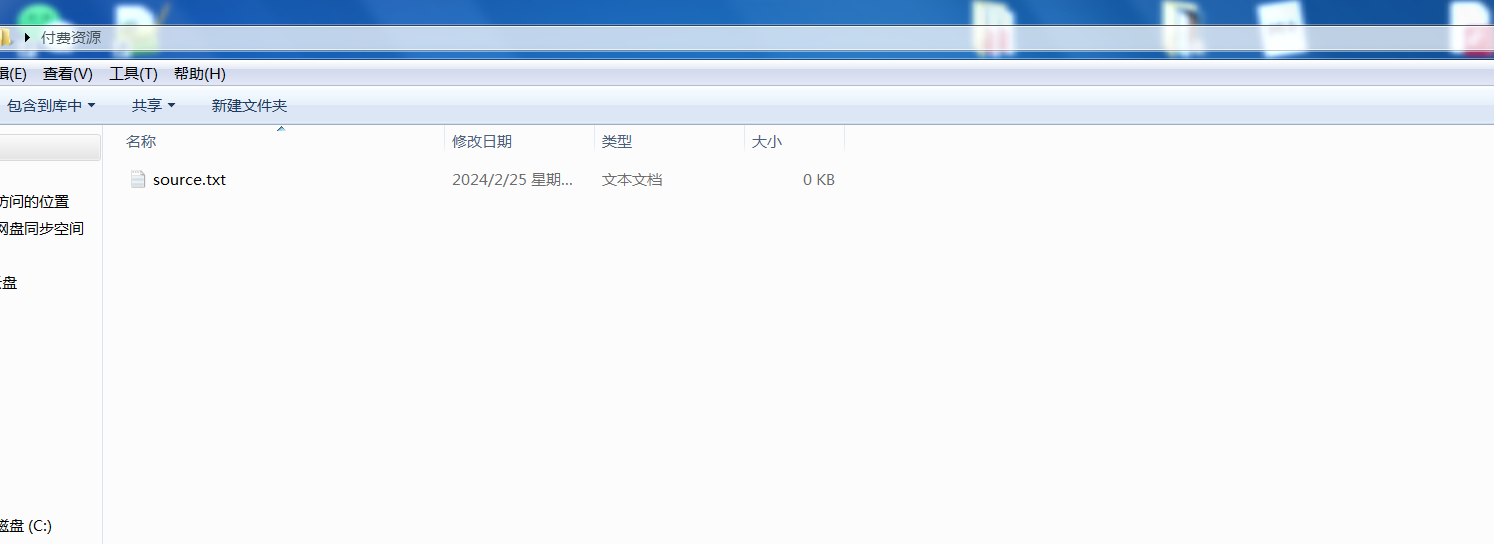 付费资源
辑(E) 查看(V) 工具(T) 帮助(H)
包含到库中 共享 新建文件夹
名称 修改日期 类型 大小
source.txt 2024/2/25 星期... 文本文档 0 KB
访问的位置
网盘同步空间
盘
磁盘 (C:)